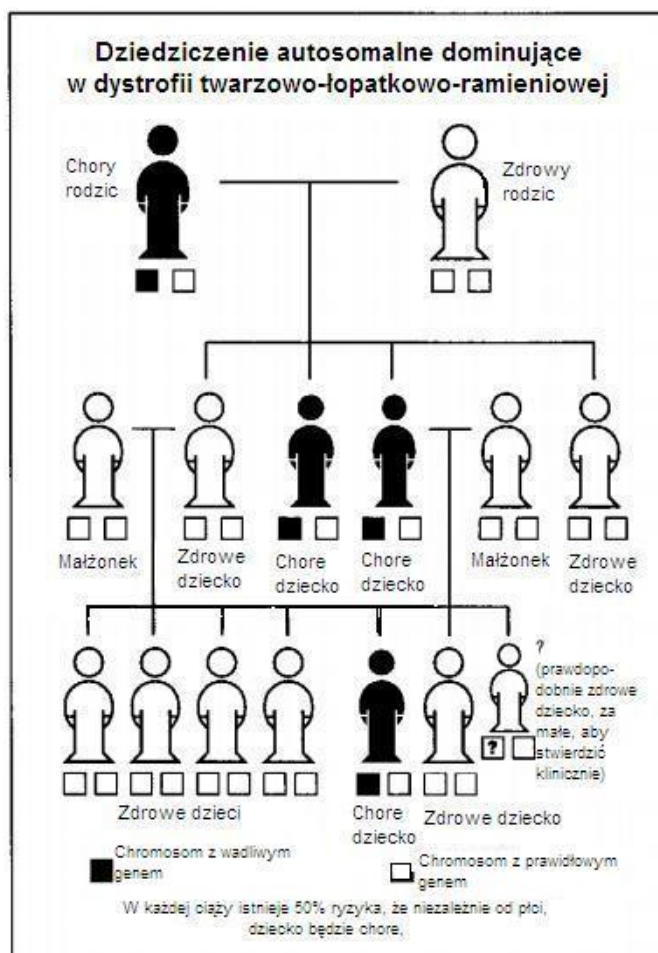 Dziedziczenie autosomalne dominujące
w dystrofii twarzowo-łopatkowo-ramieniowej
Chory
rodzic
Zdrowy
rodzic
Małżonek
Zdrowe
dziecko
Chore
dziecko
Chore
dziecko
Małżonek
Zdrowe
dziecko
?
(prawdopo-
dobnie zdrowe
dziecko, za
małe, aby
stwierdzić
klinicznie)
?
Zdrowe dzieci
Chore
dziecko
Zdrowe dziecko
Chromosom z wadliwym
genem
Chromosom z prawidłowym
genem
W każdej ciąży istnieje 50% ryzyka, że niezależnie od płci,
dziecko będzie chore,